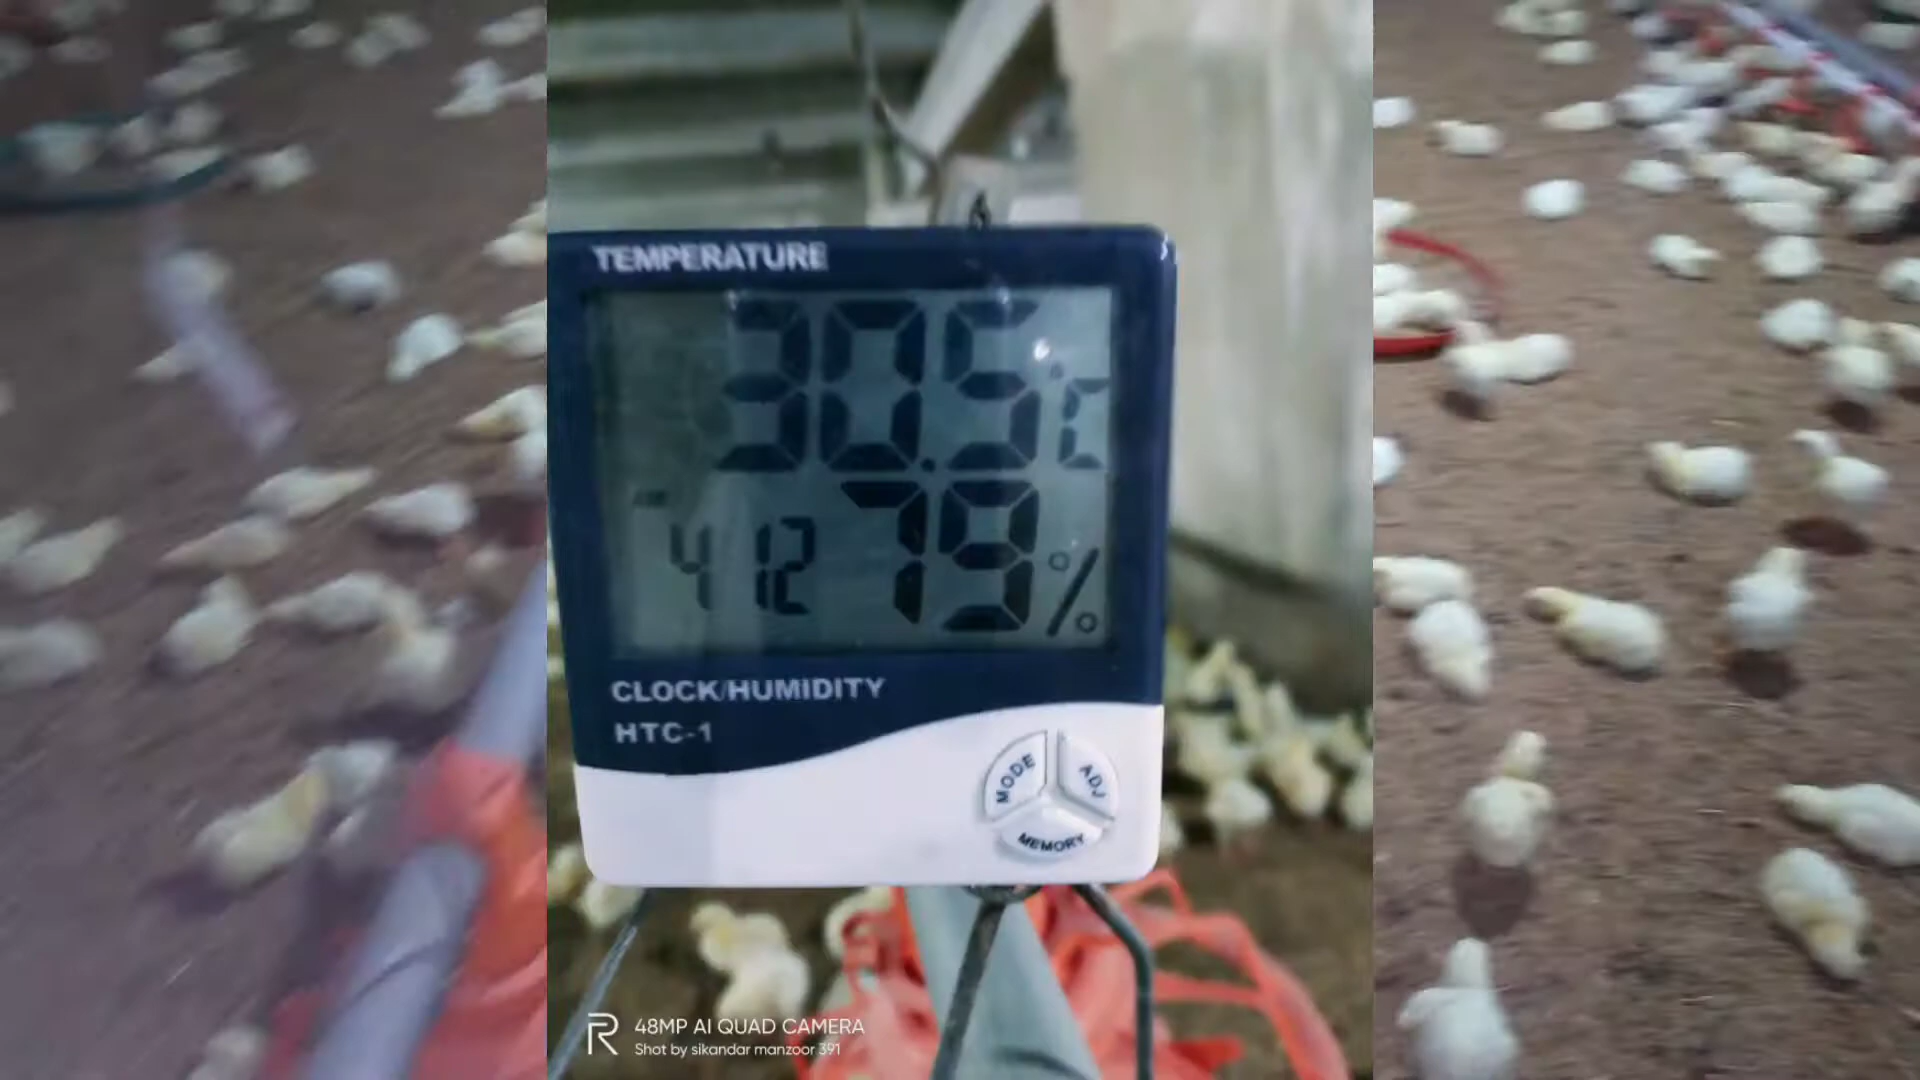 TEMPERATURE
30.5°C
4 12 79%
CLOCK/HUMIDITY
HTC-1
MODE
ADJ
MEMORY
R
48MP AI QUAD CAMERA
Shot by sikandar manzoor 391